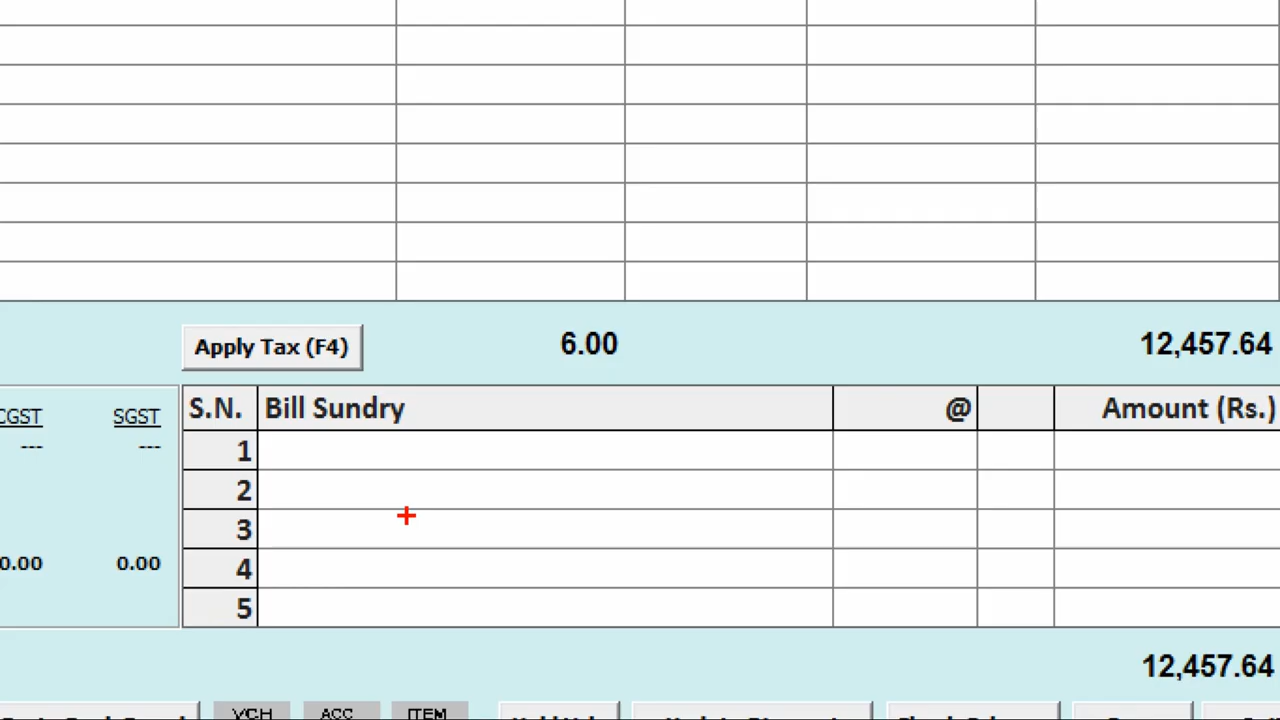 Apply Tax (F4) 6.00 12,457.64
CGST SGST S.N. Bill Sundry @ Amount (Rs.)
--- --- 1
2
3
0.00 0.00 4
5
12,457.64
VCH ACC ITEM